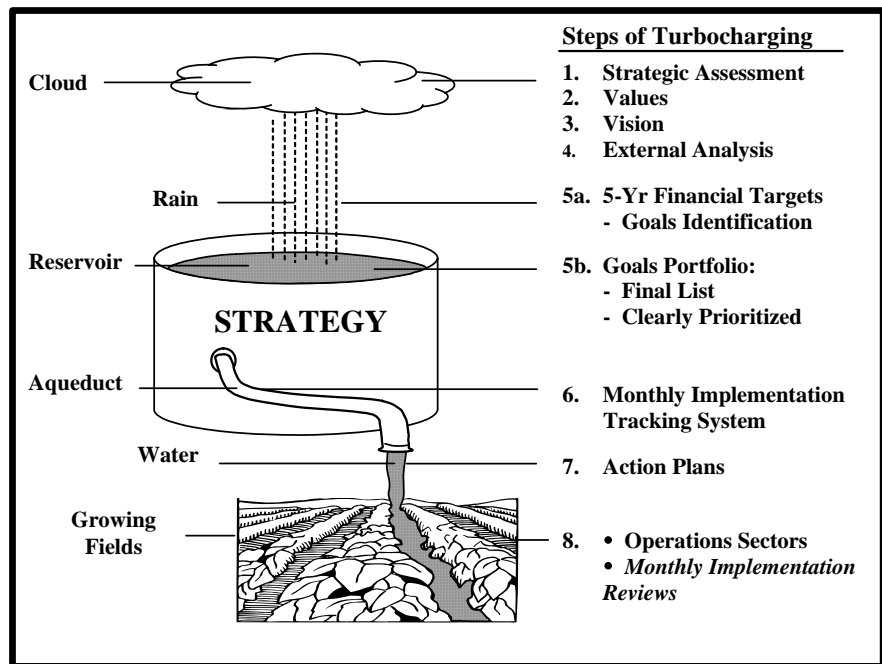 Steps of Turbocharging
Cloud
1. Strategic Assessment
2. Values
3. Vision
4. External Analysis
Rain
5a. 5-Yr Financial Targets
- Goals Identification
Reservoir
5b. Goals Portfolio:
- Final List
- Clearly Prioritized
STRATEGY
Aqueduct
6. Monthly Implementation
Tracking System
Water
7. Action Plans
Growing
Fields
8. • Operations Sectors
• Monthly Implementation
Reviews